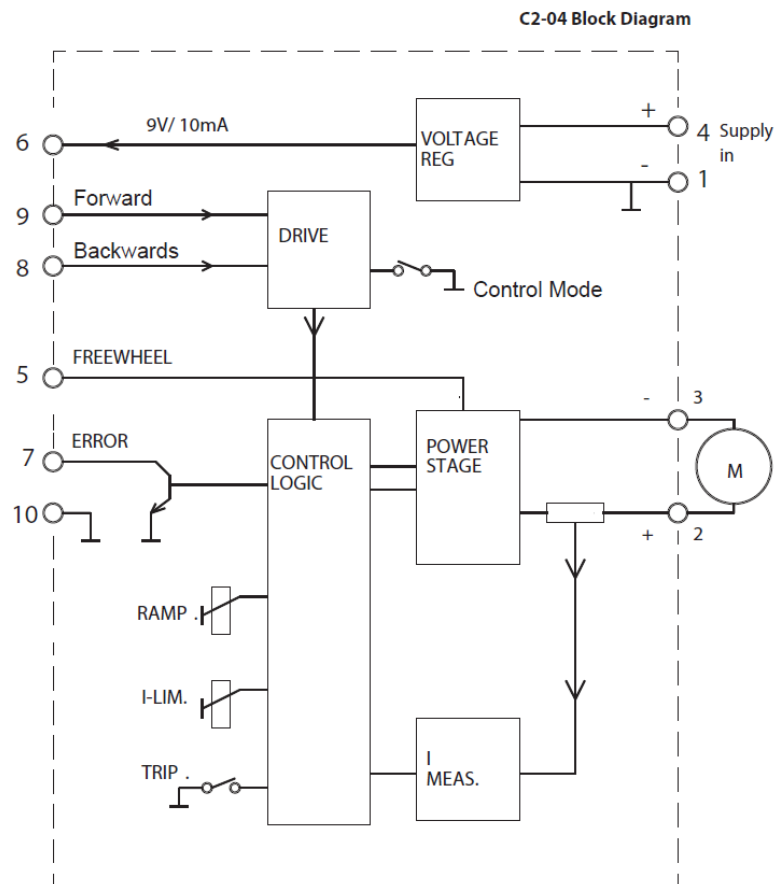 C2-04 Block Diagram
6
9V/ 10mA
VOLTAGE
REG
+
4 Supply
in
-
1
9
Forward
8
Backwards
DRIVE
Control Mode
5
FREEWHEEL
7
ERROR
10
CONTROL
LOGIC
POWER
STAGE
-
3
M
+
2
RAMP .
I-LIM.
TRIP .
I
MEAS.